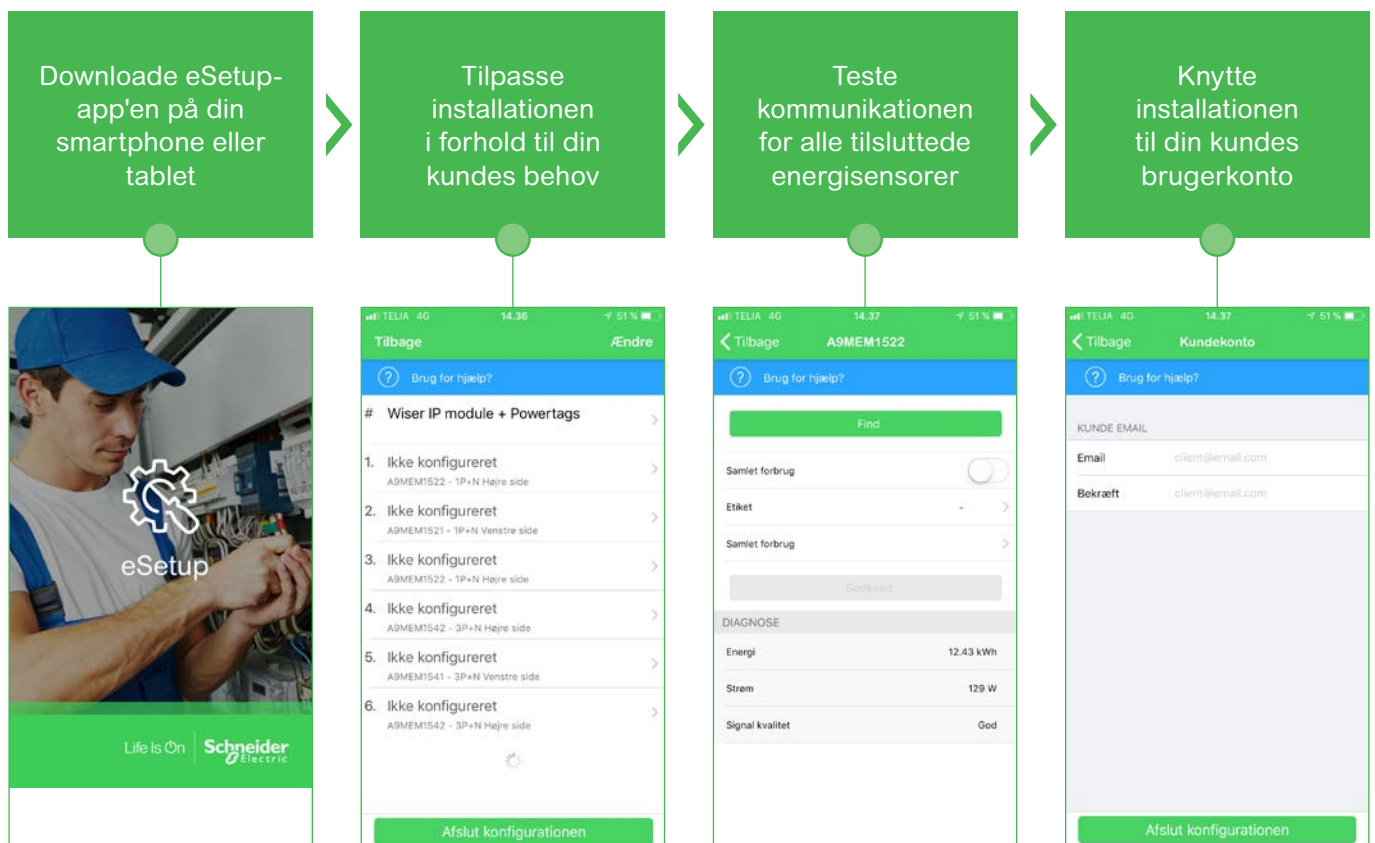 Downloade eSetup-
app'en på din
smartphone eller
tablet
Tilpasse
installationen
i forhold til din
kundes behov
Teste
kommunikationen
for alle tilsluttede
energisensorer
Knytte
installationen
til din kundes
brugerkonto
eSetup
Life Is On
Schneider
Electric
TELIA 4G 14.36 51 %
Tilbage Ændre
? Brug for hjælp?
# Wiser IP module + Powertags
1. Ikke konfigureret
A9MEM1522 - 1P+N Højre side
2. Ikke konfigureret
A9MEM1521 - 1P+N Venstre side
3. Ikke konfigureret
A9MEM1522 - 1P+N Højre side
4. Ikke konfigureret
A9MEM1542 - 3P+N Højre side
5. Ikke konfigureret
A9MEM1541 - 3P+N Venstre side
6. Ikke konfigureret
A9MEM1542 - 3P+N Højre side
Afslut konfigurationen
TELIA 4G 14.37 51 %
Tilbage A9MEM1522
? Brug for hjælp?
Find
Samlet forbrug
Etiket -
Samlet forbrug
Godkend
DIAGNOSE
Energi 12.43 kWh
Strøm 129 W
Signal kvalitet God
TELIA 4G 14.37 51 %
Tilbage Kundekonto
? Brug for hjælp?
KUNDE EMAIL
Email client@email.com
Bekræft client@email.com
Afslut konfigurationen